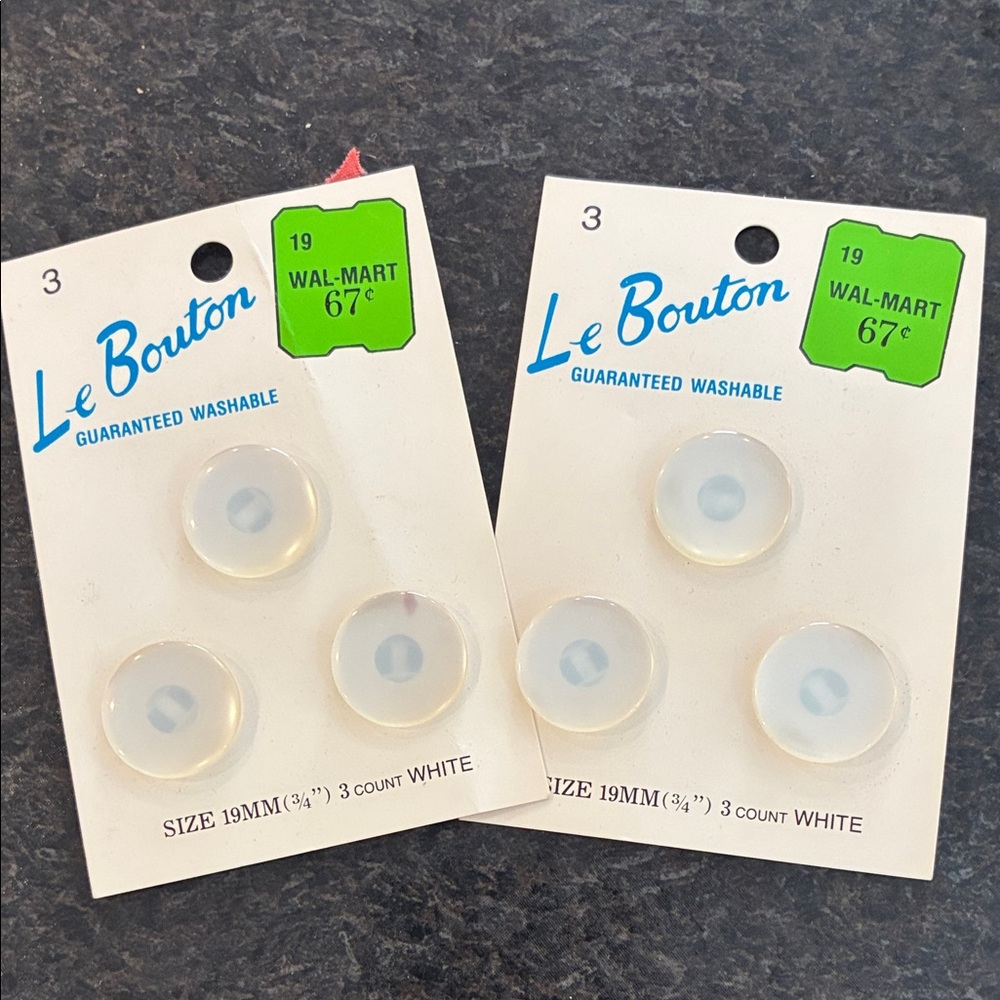 3
19
WAL-MART
67¢
Le Bouton
GUARANTEED WASHABLE
SIZE 19MM(¾") 3 COUNT WHITE
3
19
WAL-MART
67¢
Le Bouton
GUARANTEED WASHABLE
SIZE 19MM(¾") 3 COUNT WHITE